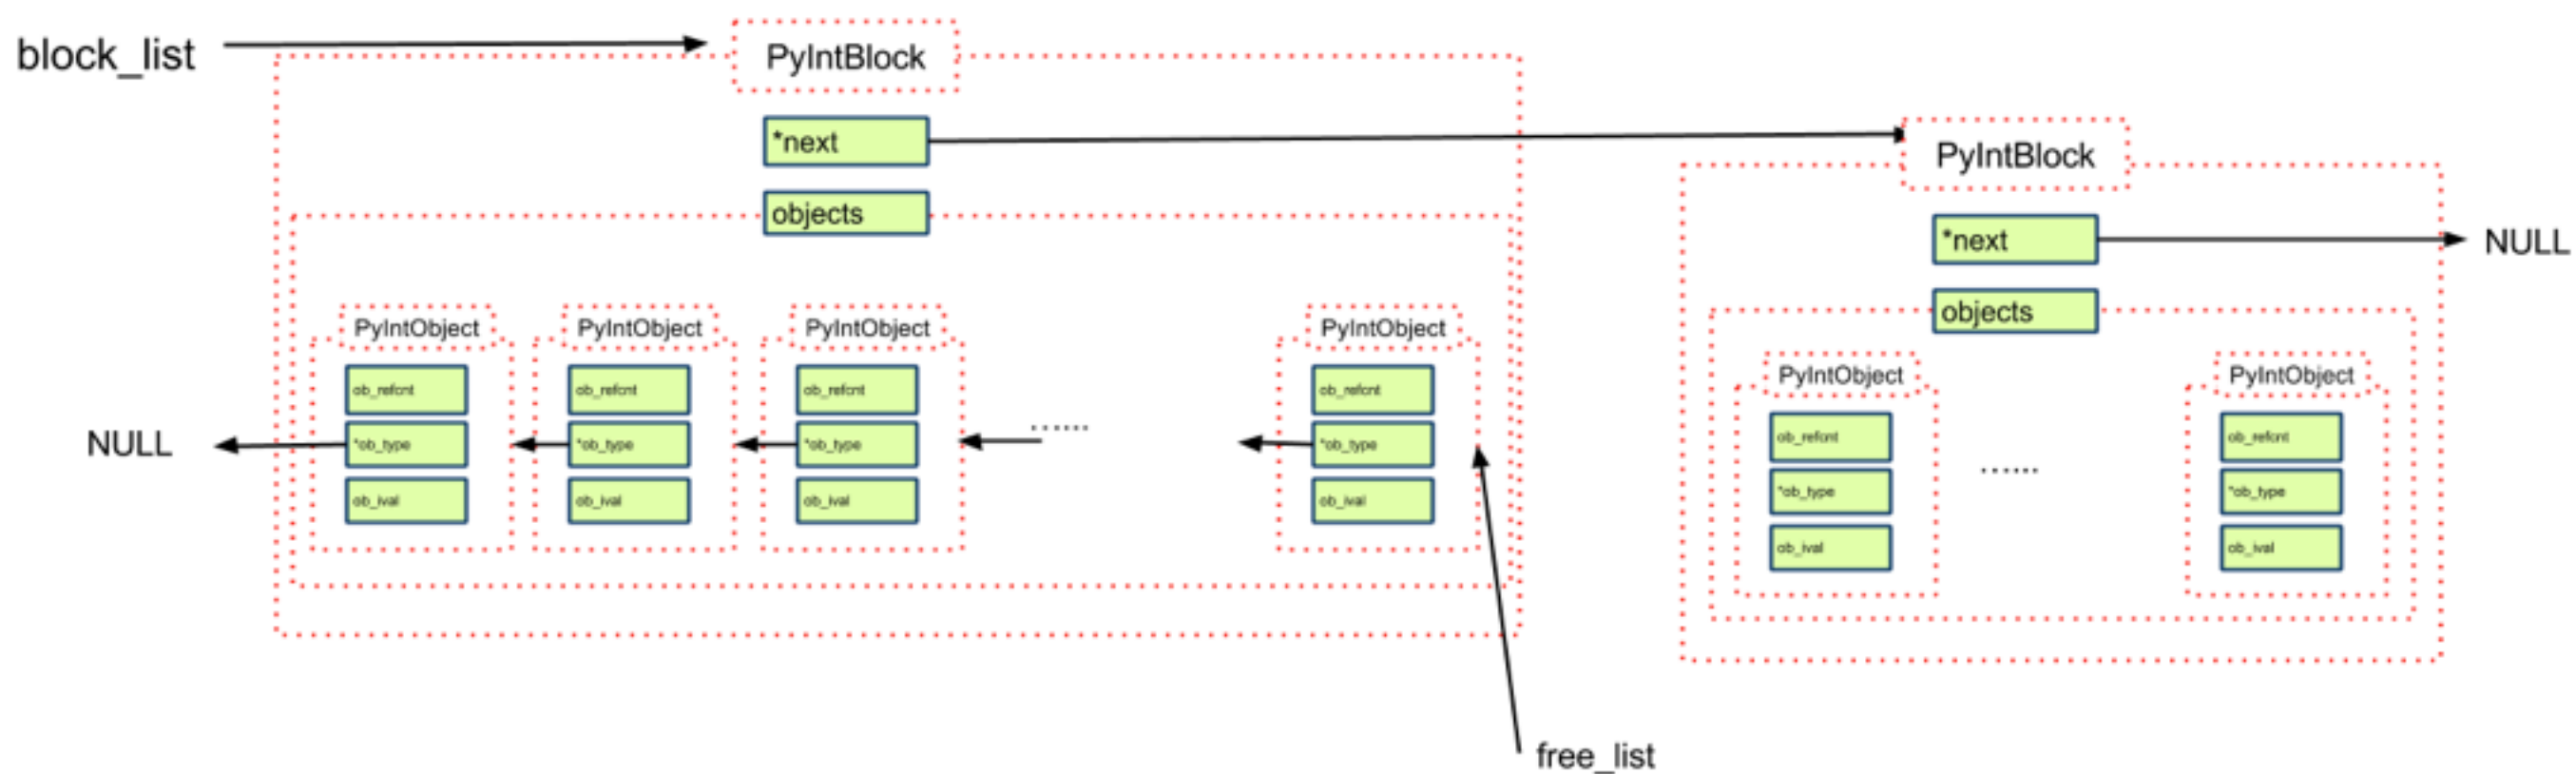 block_list
PyIntBlock
*next
objects
PyIntObject
ob_refcnt
*ob_type
ob_ival
PyIntObject
ob_refcnt
*ob_type
ob_ival
PyIntObject
ob_refcnt
*ob_type
ob_ival
......
PyIntObject
ob_refcnt
*ob_type
ob_ival
NULL
free_list
PyIntBlock
*next
NULL
objects
PyIntObject
ob_refcnt
*ob_type
ob_ival
......
PyIntObject
ob_refcnt
*ob_type
ob_ival